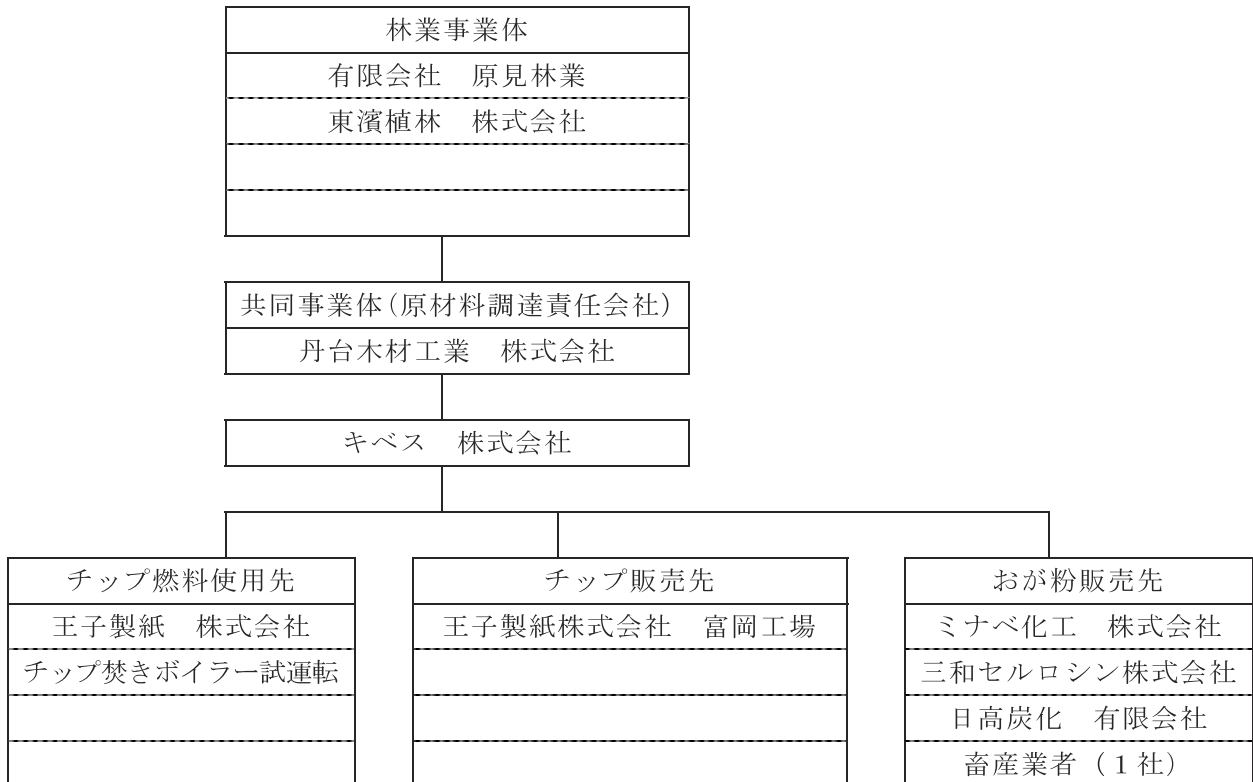 林業事業体
有限会社　原見林業
東濱植林　株式会社
共同事業体（原材料調達責任会社）
丹台木材工業　株式会社
キベス　株式会社
チップ燃料使用先
王子製紙　株式会社
チップ焚きボイラー試運転
チップ販売先
王子製紙株式会社　富岡工場
おが粉販売先
ミナベ化工　株式会社
三和セルロシン株式会社
日高炭化　有限会社
畜産業者（１社）